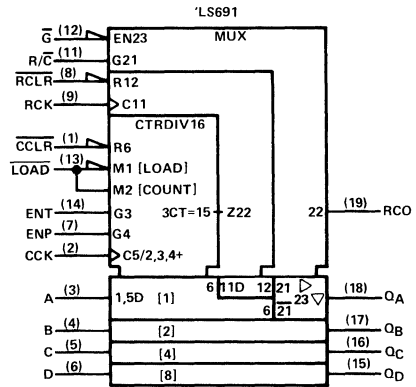 'LS691
MUX
G (12) EN23
R/C (11) G21
RCLR (8) R12
RCK (9) C11
CTRDIV16
CCLR (1) R6
LOAD (13) M1 [LOAD]
M2 [COUNT]
ENT (14) G3 3CT=15 Z22 22 (19) RCO
ENP (7) G4
CCK (2) C5/2,3,4+
A (3) 1,5D [1] 6 11D 12 21 23 (18) QA
6 21
B (4) [2] (17) QB
C (5) [4] (16) QC
D (6) [8] (15) QD